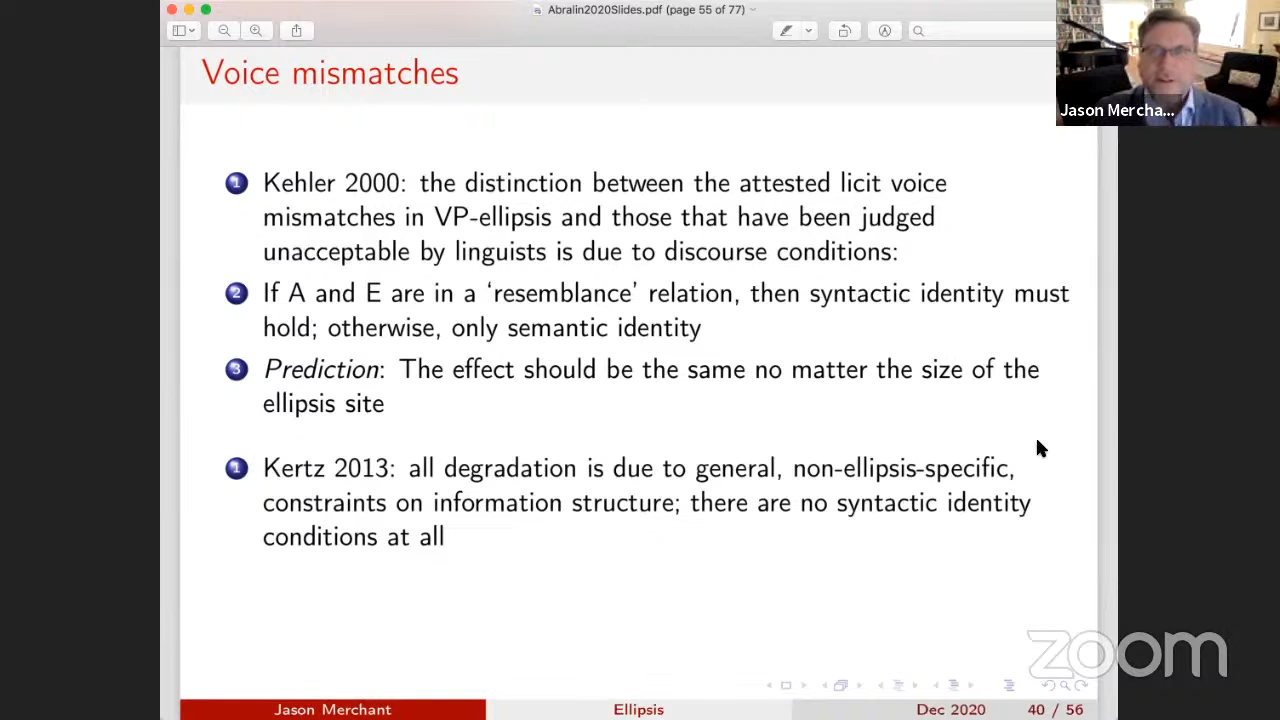 Abralin2020Slides.pdf (page 55 of 77)
Voice mismatches
Jason Mercha...
1 Kehler 2000: the distinction between the attested licit voice
mismatches in VP-ellipsis and those that have been judged
unacceptable by linguists is due to discourse conditions:
2 If A and E are in a ‘resemblance’ relation, then syntactic identity must
hold; otherwise, only semantic identity
3 Prediction: The effect should be the same no matter the size of the
ellipsis site
1 Kertz 2013: all degradation is due to general, non-ellipsis-specific,
constraints on information structure; there are no syntactic identity
conditions at all
zoom
Jason Merchant Ellipsis Dec 2020 40 / 56